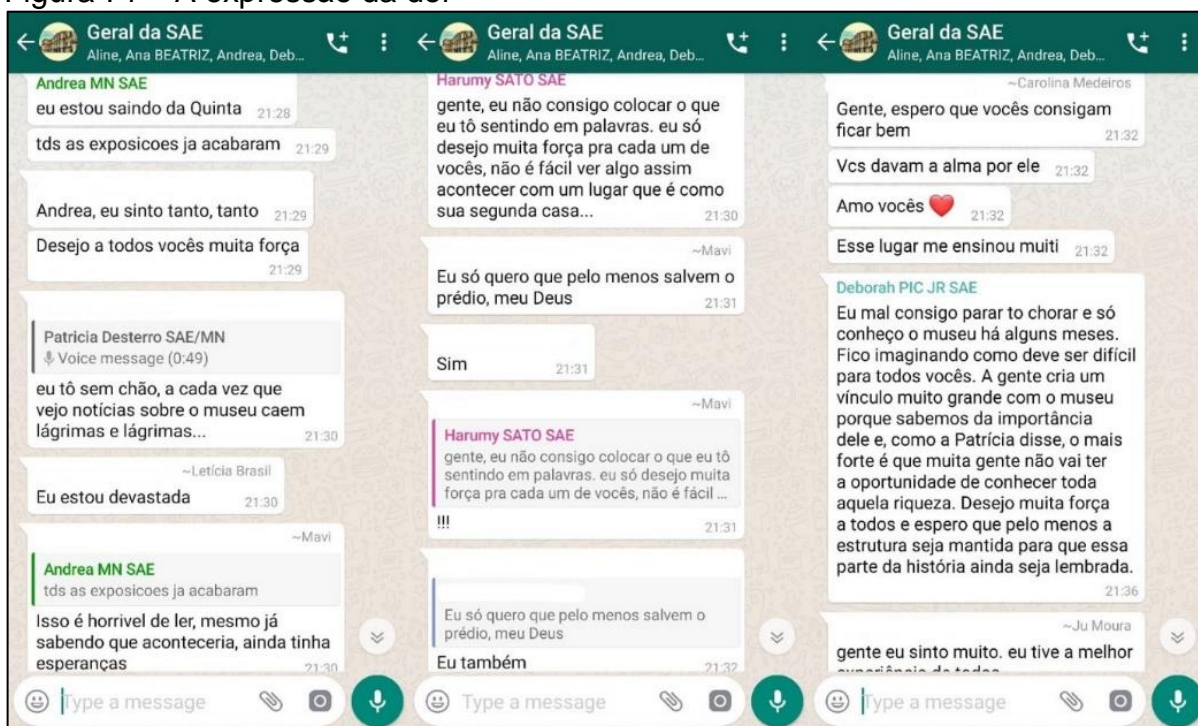 Figura 14 – A expressão da dor
Geral da SAE
Aline, Ana BEATRIZ, Andrea, Deb...
Andrea MN SAE
eu estou saindo da Quinta 21:28
tds as exposicoes ja acabaram 21:29
Andrea, eu sinto tanto, tanto 21:29
Desejo a todos vocês muita força
21:29
Patricia Desterro SAE/MN
Voice message (0:49)
eu tô sem chão, a cada vez que
vejo notícias sobre o museu caem
lágrimas e lágrimas... 21:30
~Letícia Brasil
Eu estou devastada 21:30
~Mavi
Andrea MN SAE
tds as exposicoes ja acabaram
Isso é horrivel de ler, mesmo já
sabendo que aconteceria, ainda tinha
esperanças 21:30
Type a message
Geral da SAE
Aline, Ana BEATRIZ, Andrea, Deb...
Harumy SATO SAE
gente, eu não consigo colocar o que
eu tô sentindo em palavras. eu só
desejo muita força pra cada um de
vocês, não é fácil ver algo assim
acontecer com um lugar que é como
sua segunda casa... 21:30
~Mavi
Eu só quero que pelo menos salvem o
prédio, meu Deus 21:31
Sim 21:31
~Mavi
Harumy SATO SAE
gente, eu não consigo colocar o que eu tô
sentindo em palavras. eu só desejo muita
força pra cada um de vocês, não é fácil ...
!!! 21:31
Eu só quero que pelo menos salvem o
prédio, meu Deus
Eu também 21:32
Type a message
Geral da SAE
Aline, Ana BEATRIZ, Andrea, Deb...
~Carolina Medeiros
Gente, espero que vocês consigam
ficar bem 21:32
Vcs davam a alma por ele 21:32
Amo vocês ❤️ 21:32
Esse lugar me ensinou muiti 21:32
Deborah PIC JR SAE
Eu mal consigo parar to chorar e só
conheço o museu há alguns meses.
Fico imaginando como deve ser difícil
para todos vocês. A gente cria um
vínculo muito grande com o museu
porque sabemos da importância
dele e, como a Patrícia disse, o mais
forte é que muita gente não vai ter
a oportunidade de conhecer toda
aquela riqueza. Desejo muita força
a todos e espero que pelo menos a
estrutura seja mantida para que essa
parte da história ainda seja lembrada.
21:36
~Ju Moura
gente eu sinto muito. eu tive a melhor
Type a message